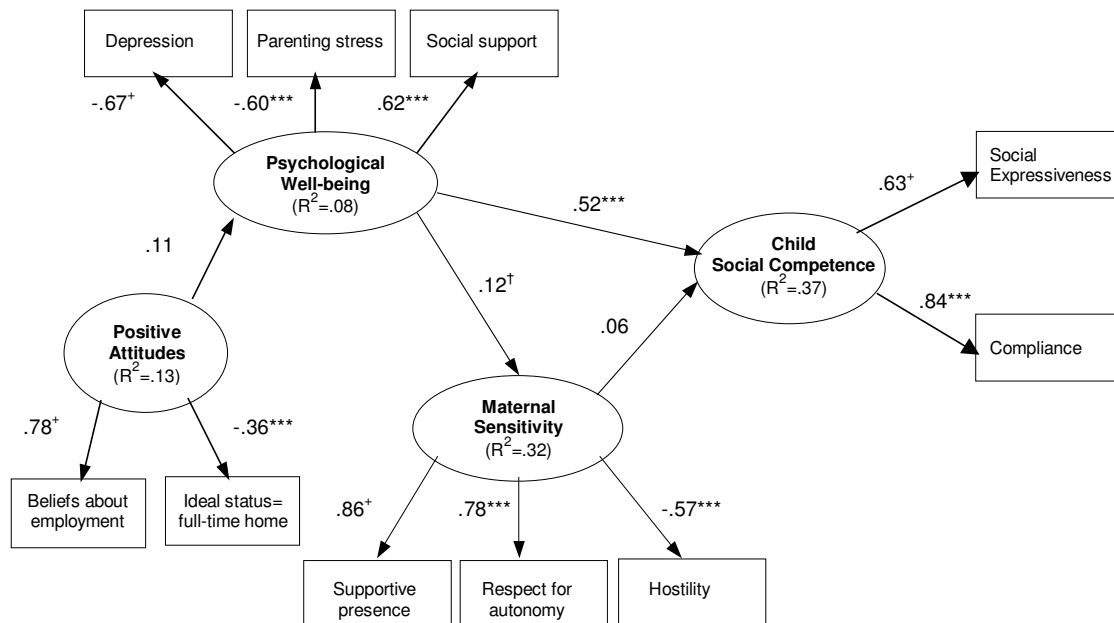 Depression
Parenting stress
Social support
-.67⁺
-.60***
.62***
Psychological
Well-being
(R²=.08)
Social
Expressiveness
.63⁺
.52***
Child
Social Competence
(R²=.37)
.11
.12†
.84***
Positive
Attitudes
(R²=.13)
.06
Compliance
Maternal
Sensitivity
(R²=.32)
.78⁺
-.36***
Beliefs about
employment
Ideal status=
full-time home
.86⁺
.78***
-.57***
Supportive
presence
Respect for
autonomy
Hostility